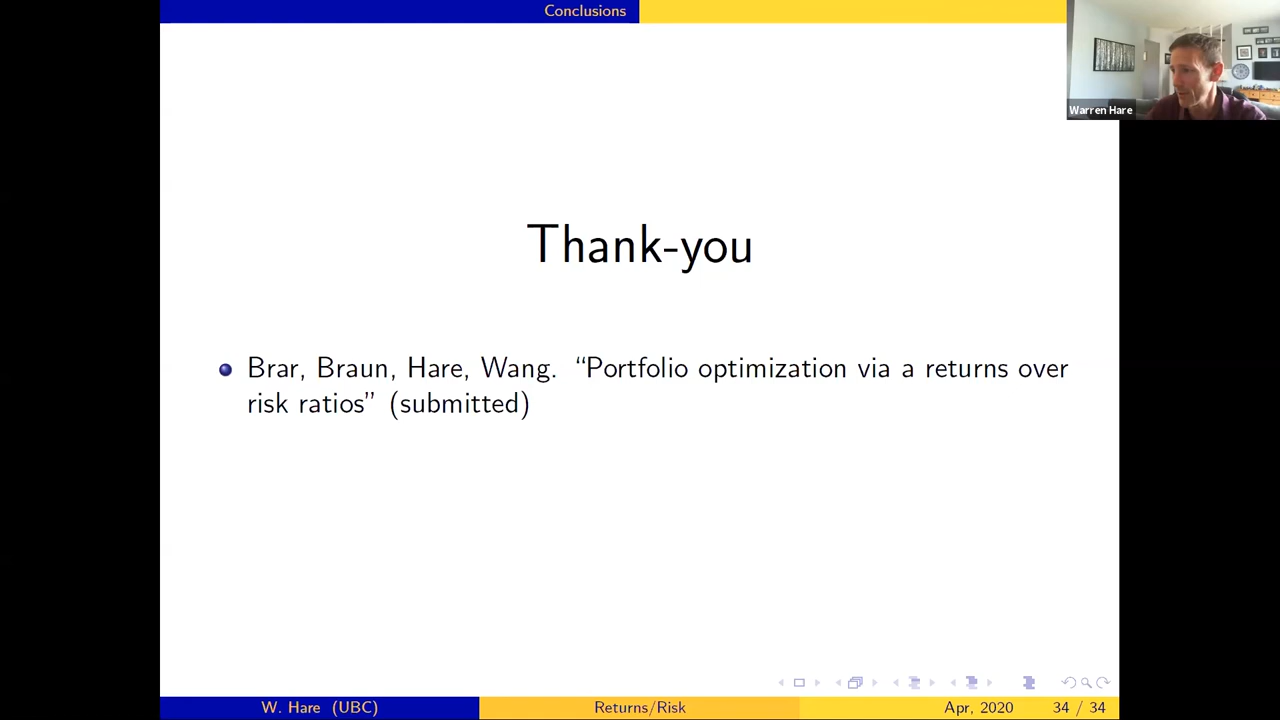 Conclusions
Warren Hare
Thank-you
Brar, Braun, Hare, Wang. “Portfolio optimization via a returns over
risk ratios” (submitted)
W. Hare (UBC)
Returns/Risk
Apr, 2020
34 / 34